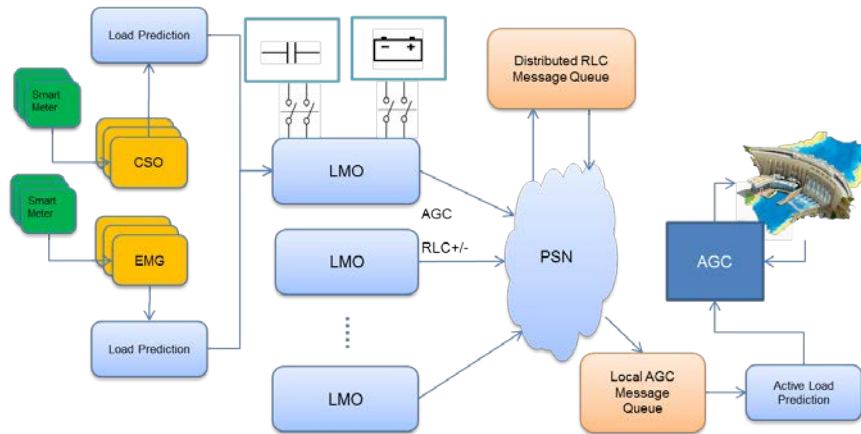 Load Prediction
Smart
Meter
CSO
Smart
Meter
EMG
Load Prediction
− +
LMO
AGC
LMO
RLC+/-
LMO
Distributed RLC
Message Queue
PSN
Local AGC
Message
Queue
AGC
Active Load
Prediction